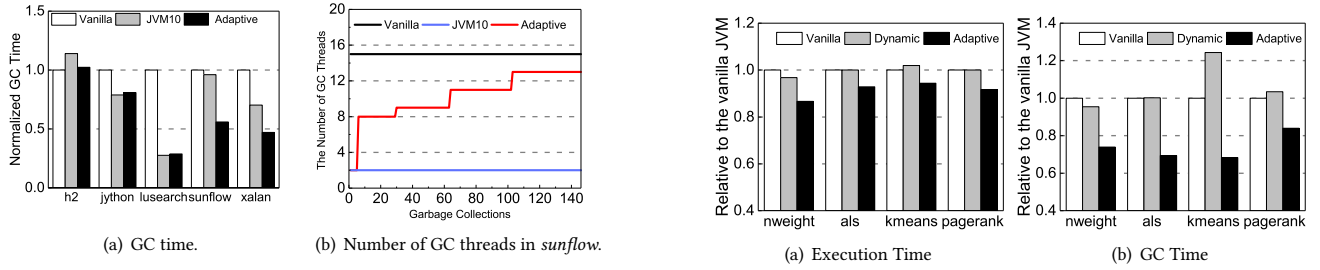 Normalized GC Time
1.5
1.0
0.5
0.0
Vanilla JVM10 Adaptive
h2 jython lusearch sunflow xalan
(a) GC time.
The Number of GC Threads
20
16
12
8
4
0
Vanilla JVM10 Adaptive
0 20 40 60 80 100 120 140
Garbage Collections
(b) Number of GC threads in sunflow.
Relative to the vanilla JVM
1.2
1.0
0.8
0.6
0.4
Vanilla Dynamic Adaptive
nweight als kmeans pagerank
(a) Execution Time
Relative to the vanilla JVM
1.4
1.2
1.0
0.8
0.6
0.4
Vanilla Dynamic Adaptive
nweight als kmeans pagerank
(b) GC Time